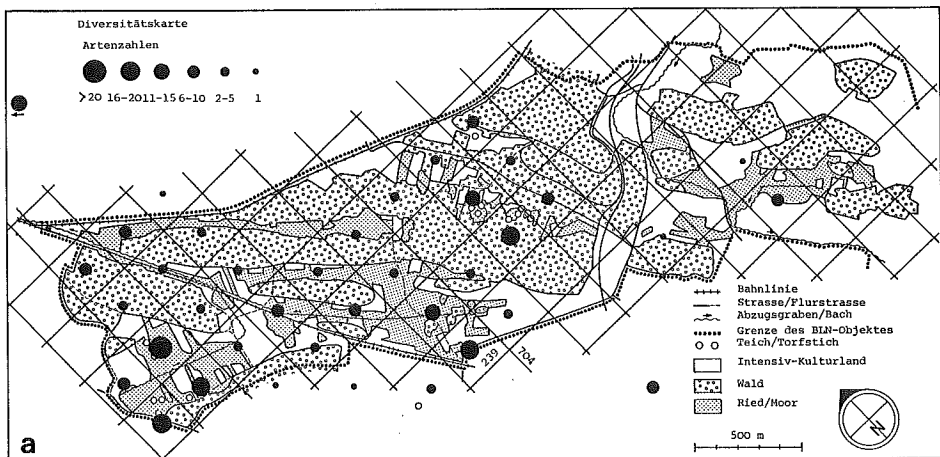 Diversitätskarte
Artenzahlen
>20 16-20 11-15 6-10 2-5 1
239 704
Bahnlinie
Strasse/Flurstrasse
Abzugsgraben/Bach
Grenze des BLN-Objektes
Teich/Torfstich
Intensiv-Kulturland
Wald
Ried/Moor
500 m
N
a